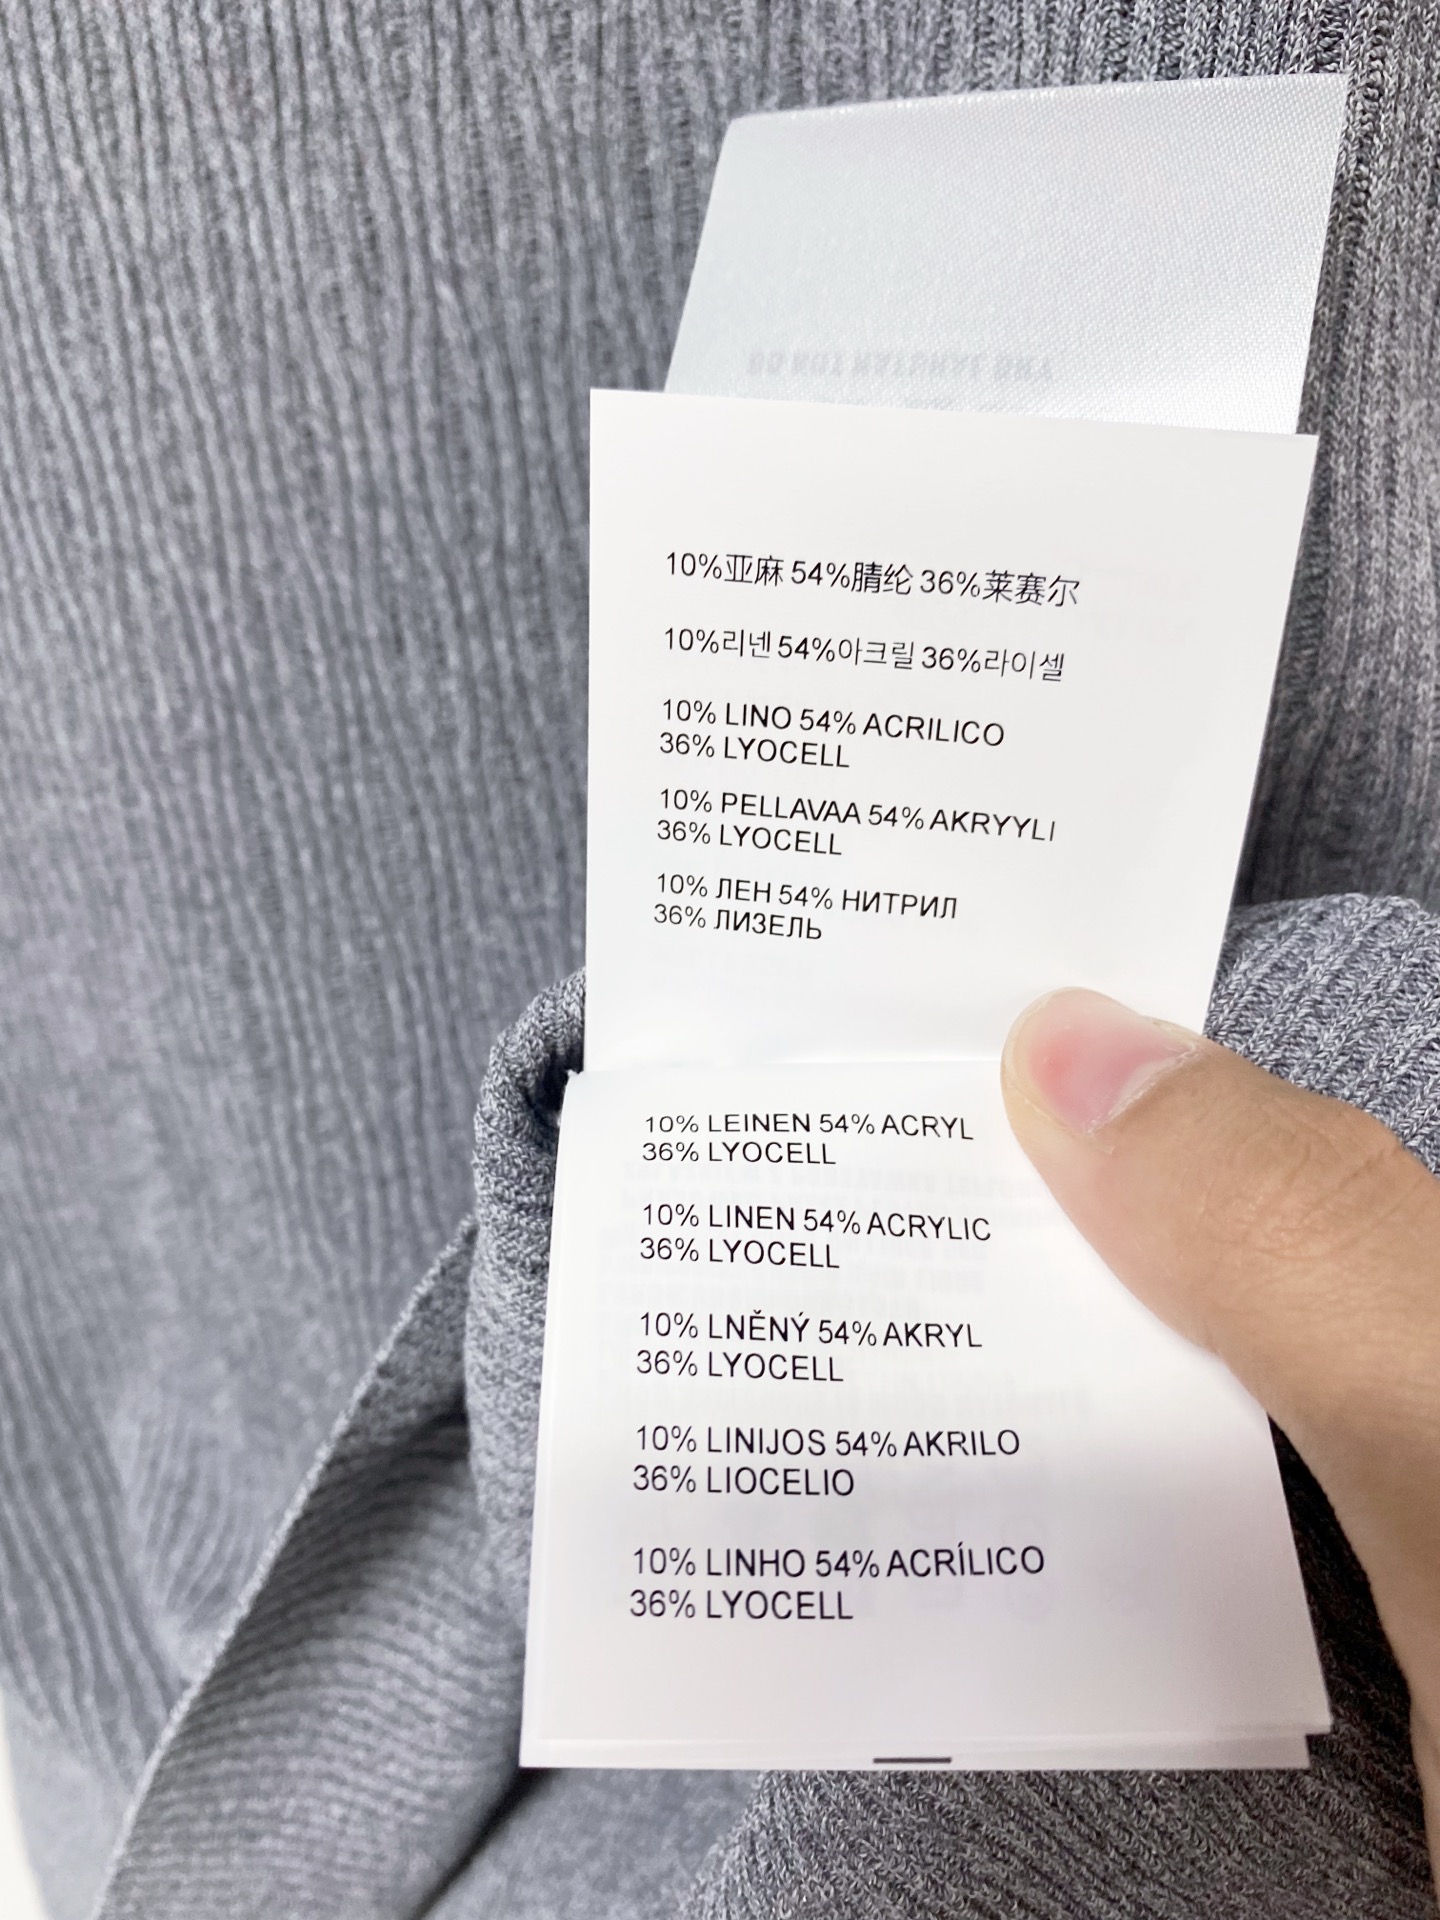 10%亚麻 54%腈纶 36%莱赛尔
10%리넨 54%아크릴 36%라이셀
10% LINO 54% ACRILICO
36% LYOCELL
10% PELLAVAA 54% AKRYYLI
36% LYOCELL
10% ЛЕН 54% НИТРИЛ
36% ЛИЗЕЛЬ
10% LEINEN 54% ACRYL
36% LYOCELL
10% LINEN 54% ACRYLIC
36% LYOCELL
10% LNĚNÝ 54% AKRYL
36% LYOCELL
10% LINIJOS 54% AKRILO
36% LIOCELIO
10% LINHO 54% ACRÍLICO
36% LYOCELL